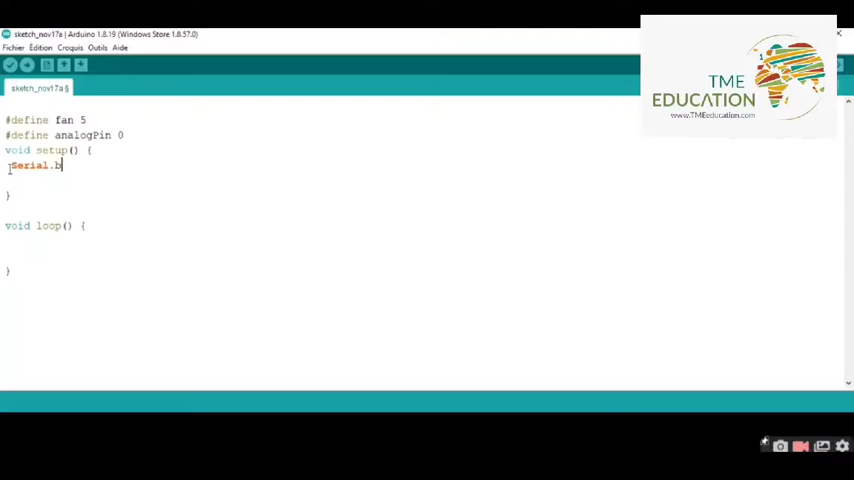 sketch_nov17a | Arduino 1.8.19 (Windows Store 1.8.57.0)
Fichier Édition Croquis Outils Aide
sketch_nov17a §
#define fan 5
#define analogPin 0
void setup() {
Serial.b
}
void loop() {
}
TME
EDUCATION
www.TMEeducation.com